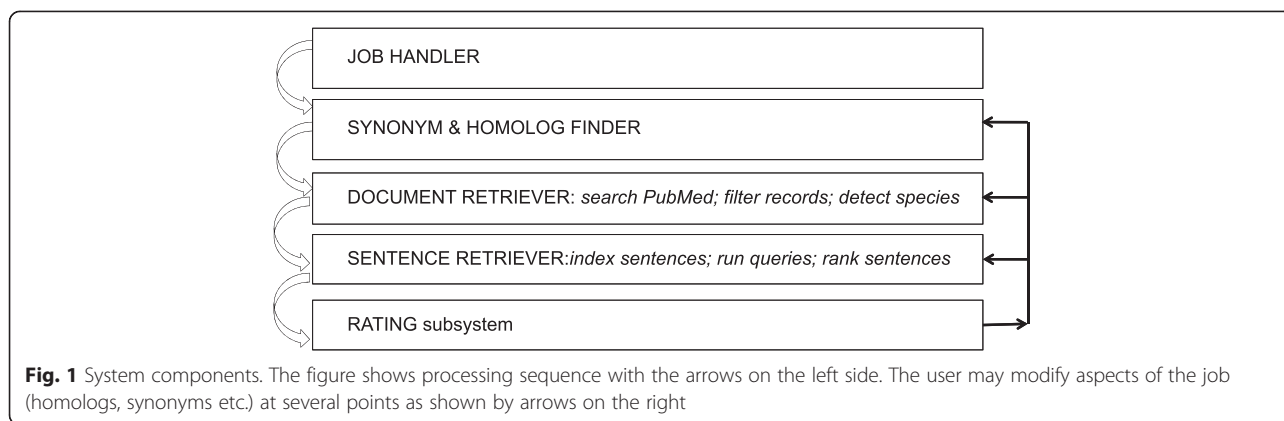 JOB HANDLER
SYNONYM & HOMOLOG FINDER
DOCUMENT RETRIEVER: search PubMed; filter records; detect species
SENTENCE RETRIEVER:index sentences; run queries; rank sentences
RATING subsystem
Fig. 1 System components. The figure shows processing sequence with the arrows on the left side. The user may modify aspects of the job
(homologs, synonyms etc.) at several points as shown by arrows on the right